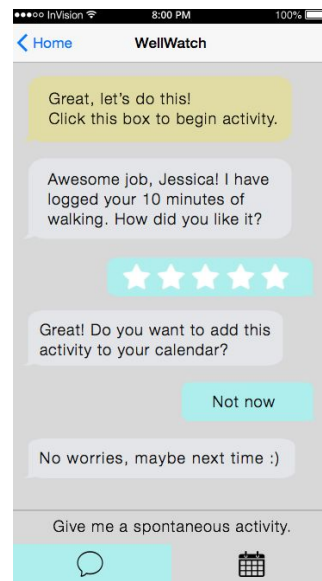 InVision 8:00 PM 100%
Home WellWatch
Great, let's do this!
Click this box to begin activity.
Awesome job, Jessica! I have
logged your 10 minutes of
walking. How did you like it?
Great! Do you want to add this
activity to your calendar?
Not now
No worries, maybe next time :)
Give me a spontaneous activity.